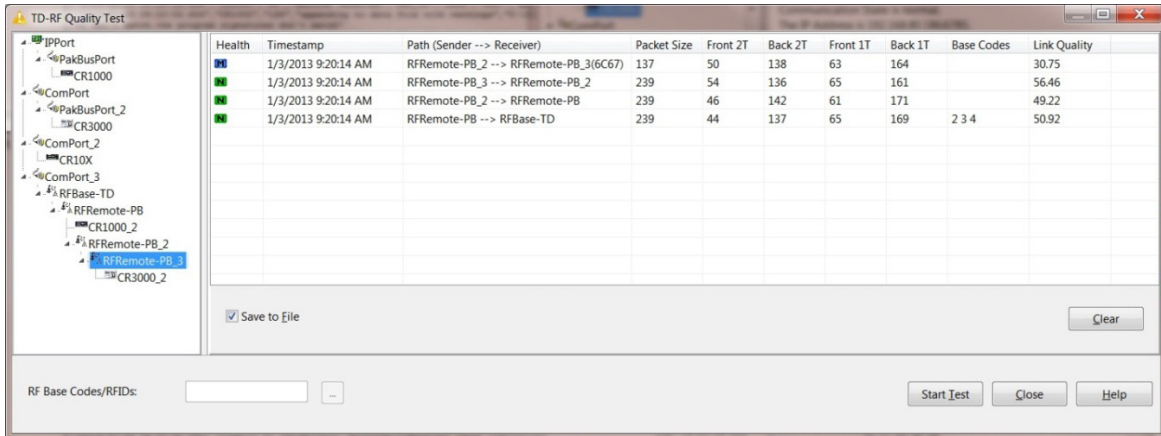 TD-RF Quality Test
IPPort
PakBusPort
CR1000
ComPort
PakBusPort_2
CR3000
ComPort_2
CR10X
ComPort_3
RFBase-TD
RFRemote-PB
CR1000_2
RFRemote-PB_2
RFRemote-PB_3
CR3000_2
Health Timestamp Path (Sender --> Receiver) Packet Size Front 2T Back 2T Front 1T Back 1T Base Codes Link Quality
M 1/3/2013 9:20:14 AM RFRemote-PB_2 --> RFRemote-PB_3(6C67) 137 50 138 63 164 30.75
N 1/3/2013 9:20:14 AM RFRemote-PB_3 --> RFRemote-PB_2 239 54 136 65 161 56.46
N 1/3/2013 9:20:14 AM RFRemote-PB_2 --> RFRemote-PB 239 46 142 61 171 49.22
N 1/3/2013 9:20:14 AM RFRemote-PB --> RFBase-TD 239 44 137 65 169 2 3 4 50.92
Save to File
Clear
RF Base Codes/RFIDs: ... Start Test Close Help